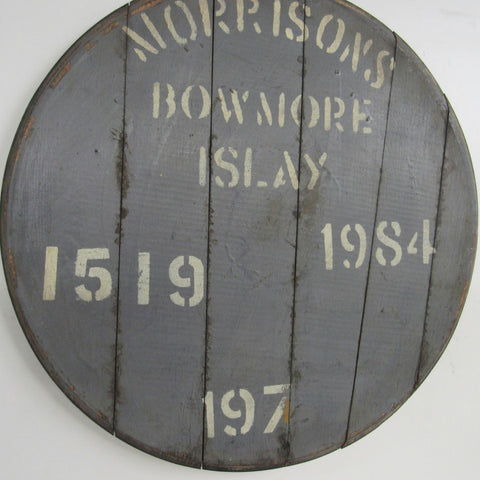 MORRISONS
BOWMORE
ISLAY
1519 1984
197